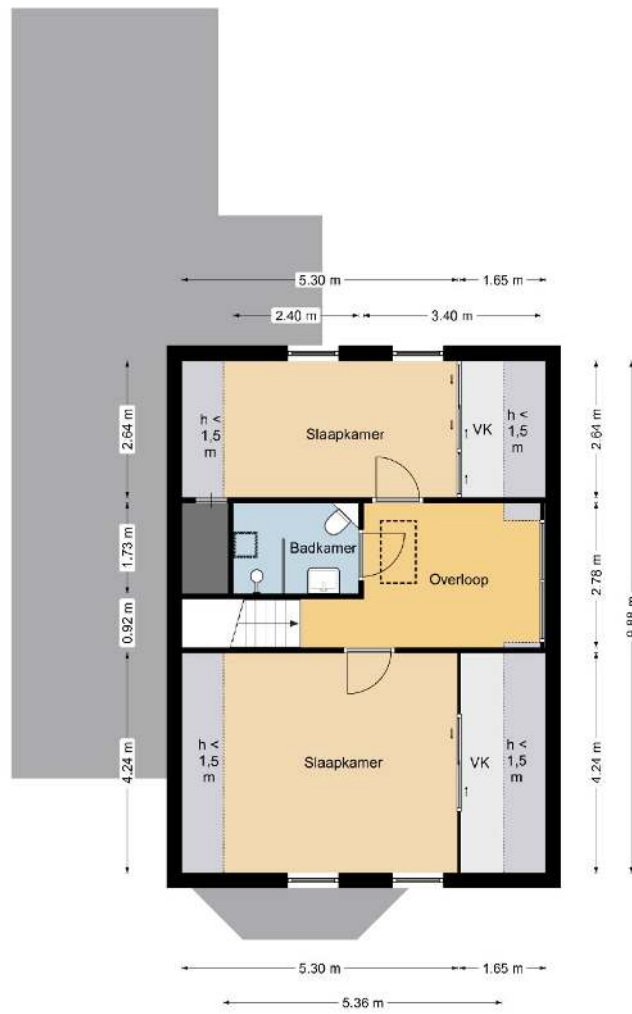 5.30 m
1.65 m
2.40 m
3.40 m
2.64 m
1.73 m
0.92 m
4.24 m
h <
1,5
m
Slaapkamer
VK
h <
1,5
m
2.64 m
2.78 m
4.24 m
9.88 m
Badkamer
Overloop
h <
1,5
m
Slaapkamer
VK
h <
1,5
m
5.30 m
1.65 m
5.36 m